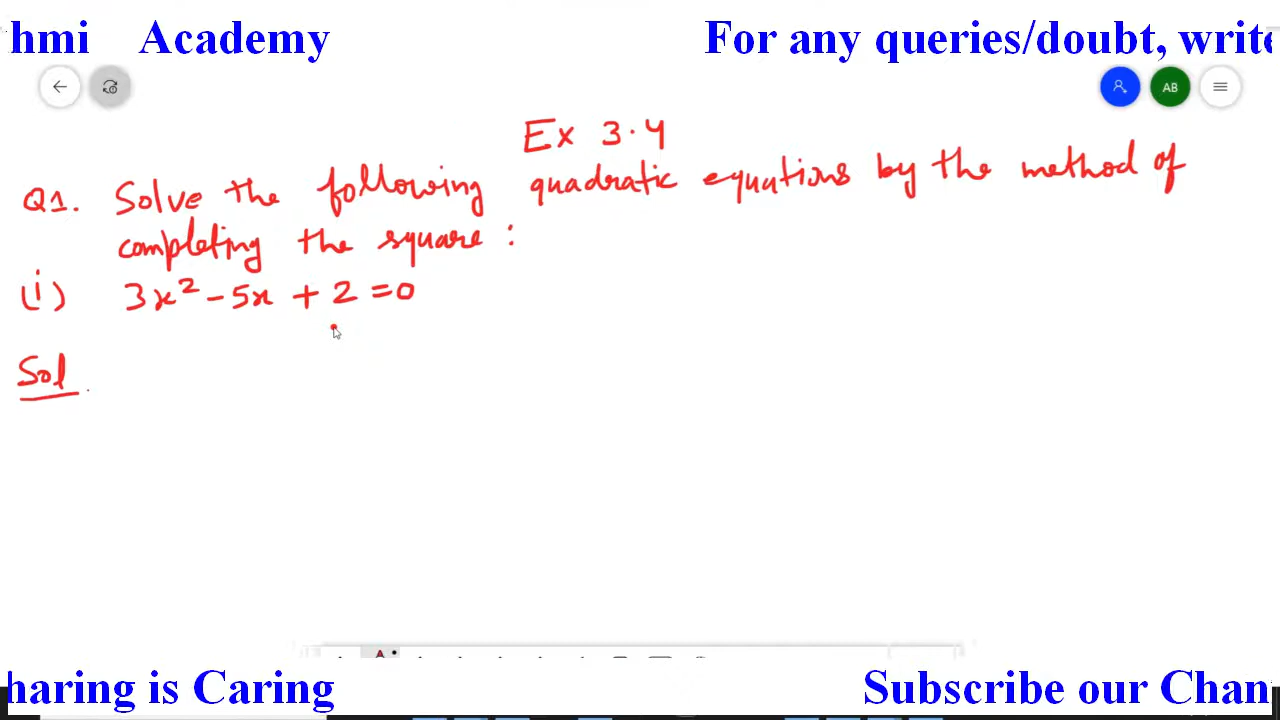 hmi Academy For any queries/doubt, write
AB
Ex 3.4
Q1. Solve the following quadratic equations by the method of
completing the square :
(i) 3x² - 5x + 2 = 0
Sol
haring is Caring Subscribe our Chan